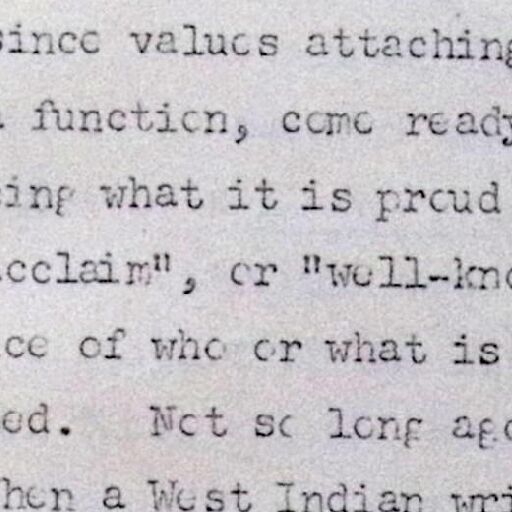 since values attaching
function, come ready
ing what it is proud
cclaim", or "well-kno
ce of who or what is
ed. Not so long ago
hen a West Indian wri